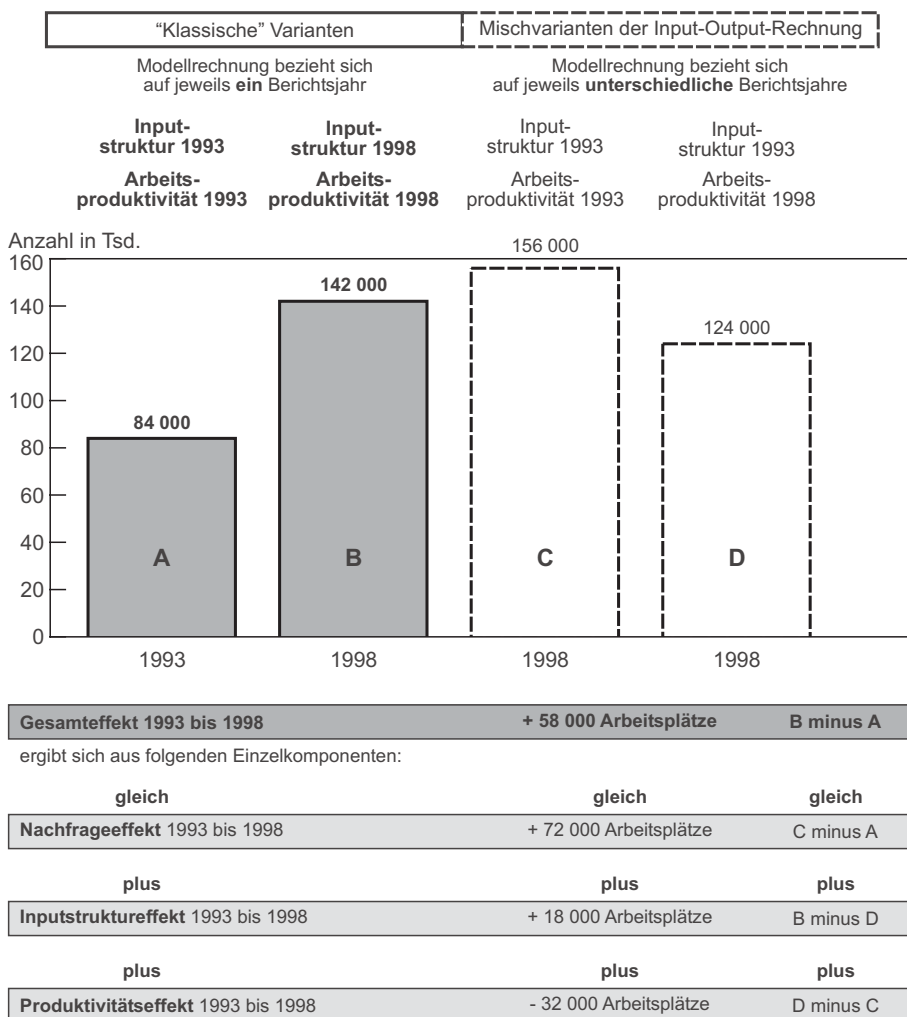 “Klassische” Varianten
Mischvarianten der Input-Output-Rechnung
Modellrechnung bezieht sich
auf jeweils ein Berichtsjahr
Modellrechnung bezieht sich
auf jeweils unterschiedliche Berichtsjahre
Input-
struktur 1993
Input-
struktur 1998
Input-
struktur 1993
Input-
struktur 1993
Arbeits-
produktivität 1993
Arbeits-
produktivität 1998
Arbeits-
produktivität 1993
Arbeits-
produktivität 1998
Anzahl in Tsd.
160
140
120
100
80
60
40
20
0
84 000
142 000
156 000
124 000
A
B
C
D
1993
1998
1998
1998
Gesamteffekt 1993 bis 1998 + 58 000 Arbeitsplätze B minus A
ergibt sich aus folgenden Einzelkomponenten:
gleich gleich gleich
Nachfrageeffekt 1993 bis 1998 + 72 000 Arbeitsplätze C minus A
plus plus plus
Inputstruktureffekt 1993 bis 1998 + 18 000 Arbeitsplätze B minus D
plus plus plus
Produktivitätseffekt 1993 bis 1998 - 32 000 Arbeitsplätze D minus C